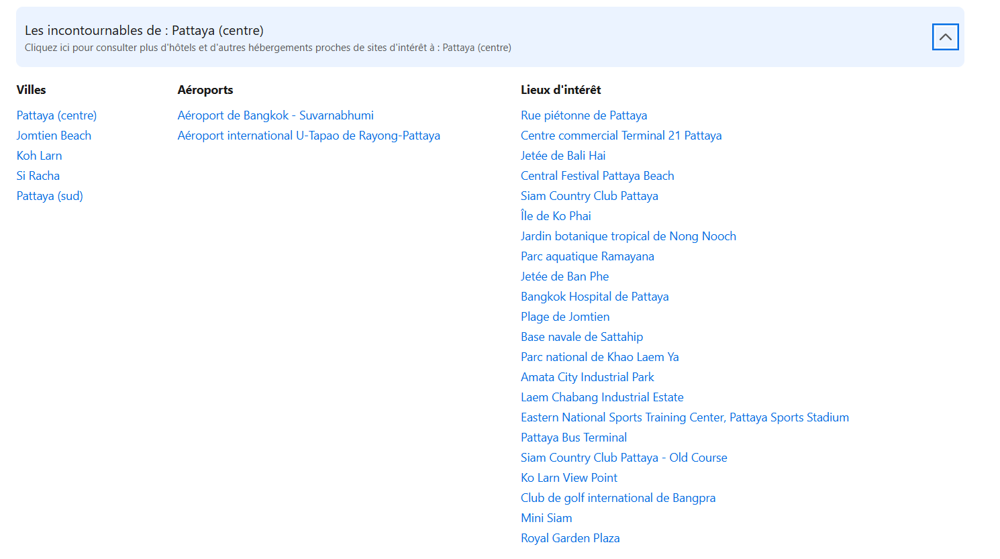 Les incontournables de : Pattaya (centre)
Cliquez ici pour consulter plus d'hôtels et d'autres hébergements proches de sites d'intérêt à : Pattaya (centre)
Villes
Pattaya (centre)
Jomtien Beach
Koh Larn
Si Racha
Pattaya (sud)
Aéroports
Aéroport de Bangkok - Suvarnabhumi
Aéroport international U-Tapao de Rayong-Pattaya
Lieux d'intérêt
Rue piétonne de Pattaya
Centre commercial Terminal 21 Pattaya
Jetée de Bali Hai
Central Festival Pattaya Beach
Siam Country Club Pattaya
Île de Ko Phai
Jardin botanique tropical de Nong Nooch
Parc aquatique Ramayana
Jetée de Ban Phe
Bangkok Hospital de Pattaya
Plage de Jomtien
Base navale de Sattahip
Parc national de Khao Laem Ya
Amata City Industrial Park
Laem Chabang Industrial Estate
Eastern National Sports Training Center, Pattaya Sports Stadium
Pattaya Bus Terminal
Siam Country Club Pattaya - Old Course
Ko Larn View Point
Club de golf international de Bangpra
Mini Siam
Royal Garden Plaza